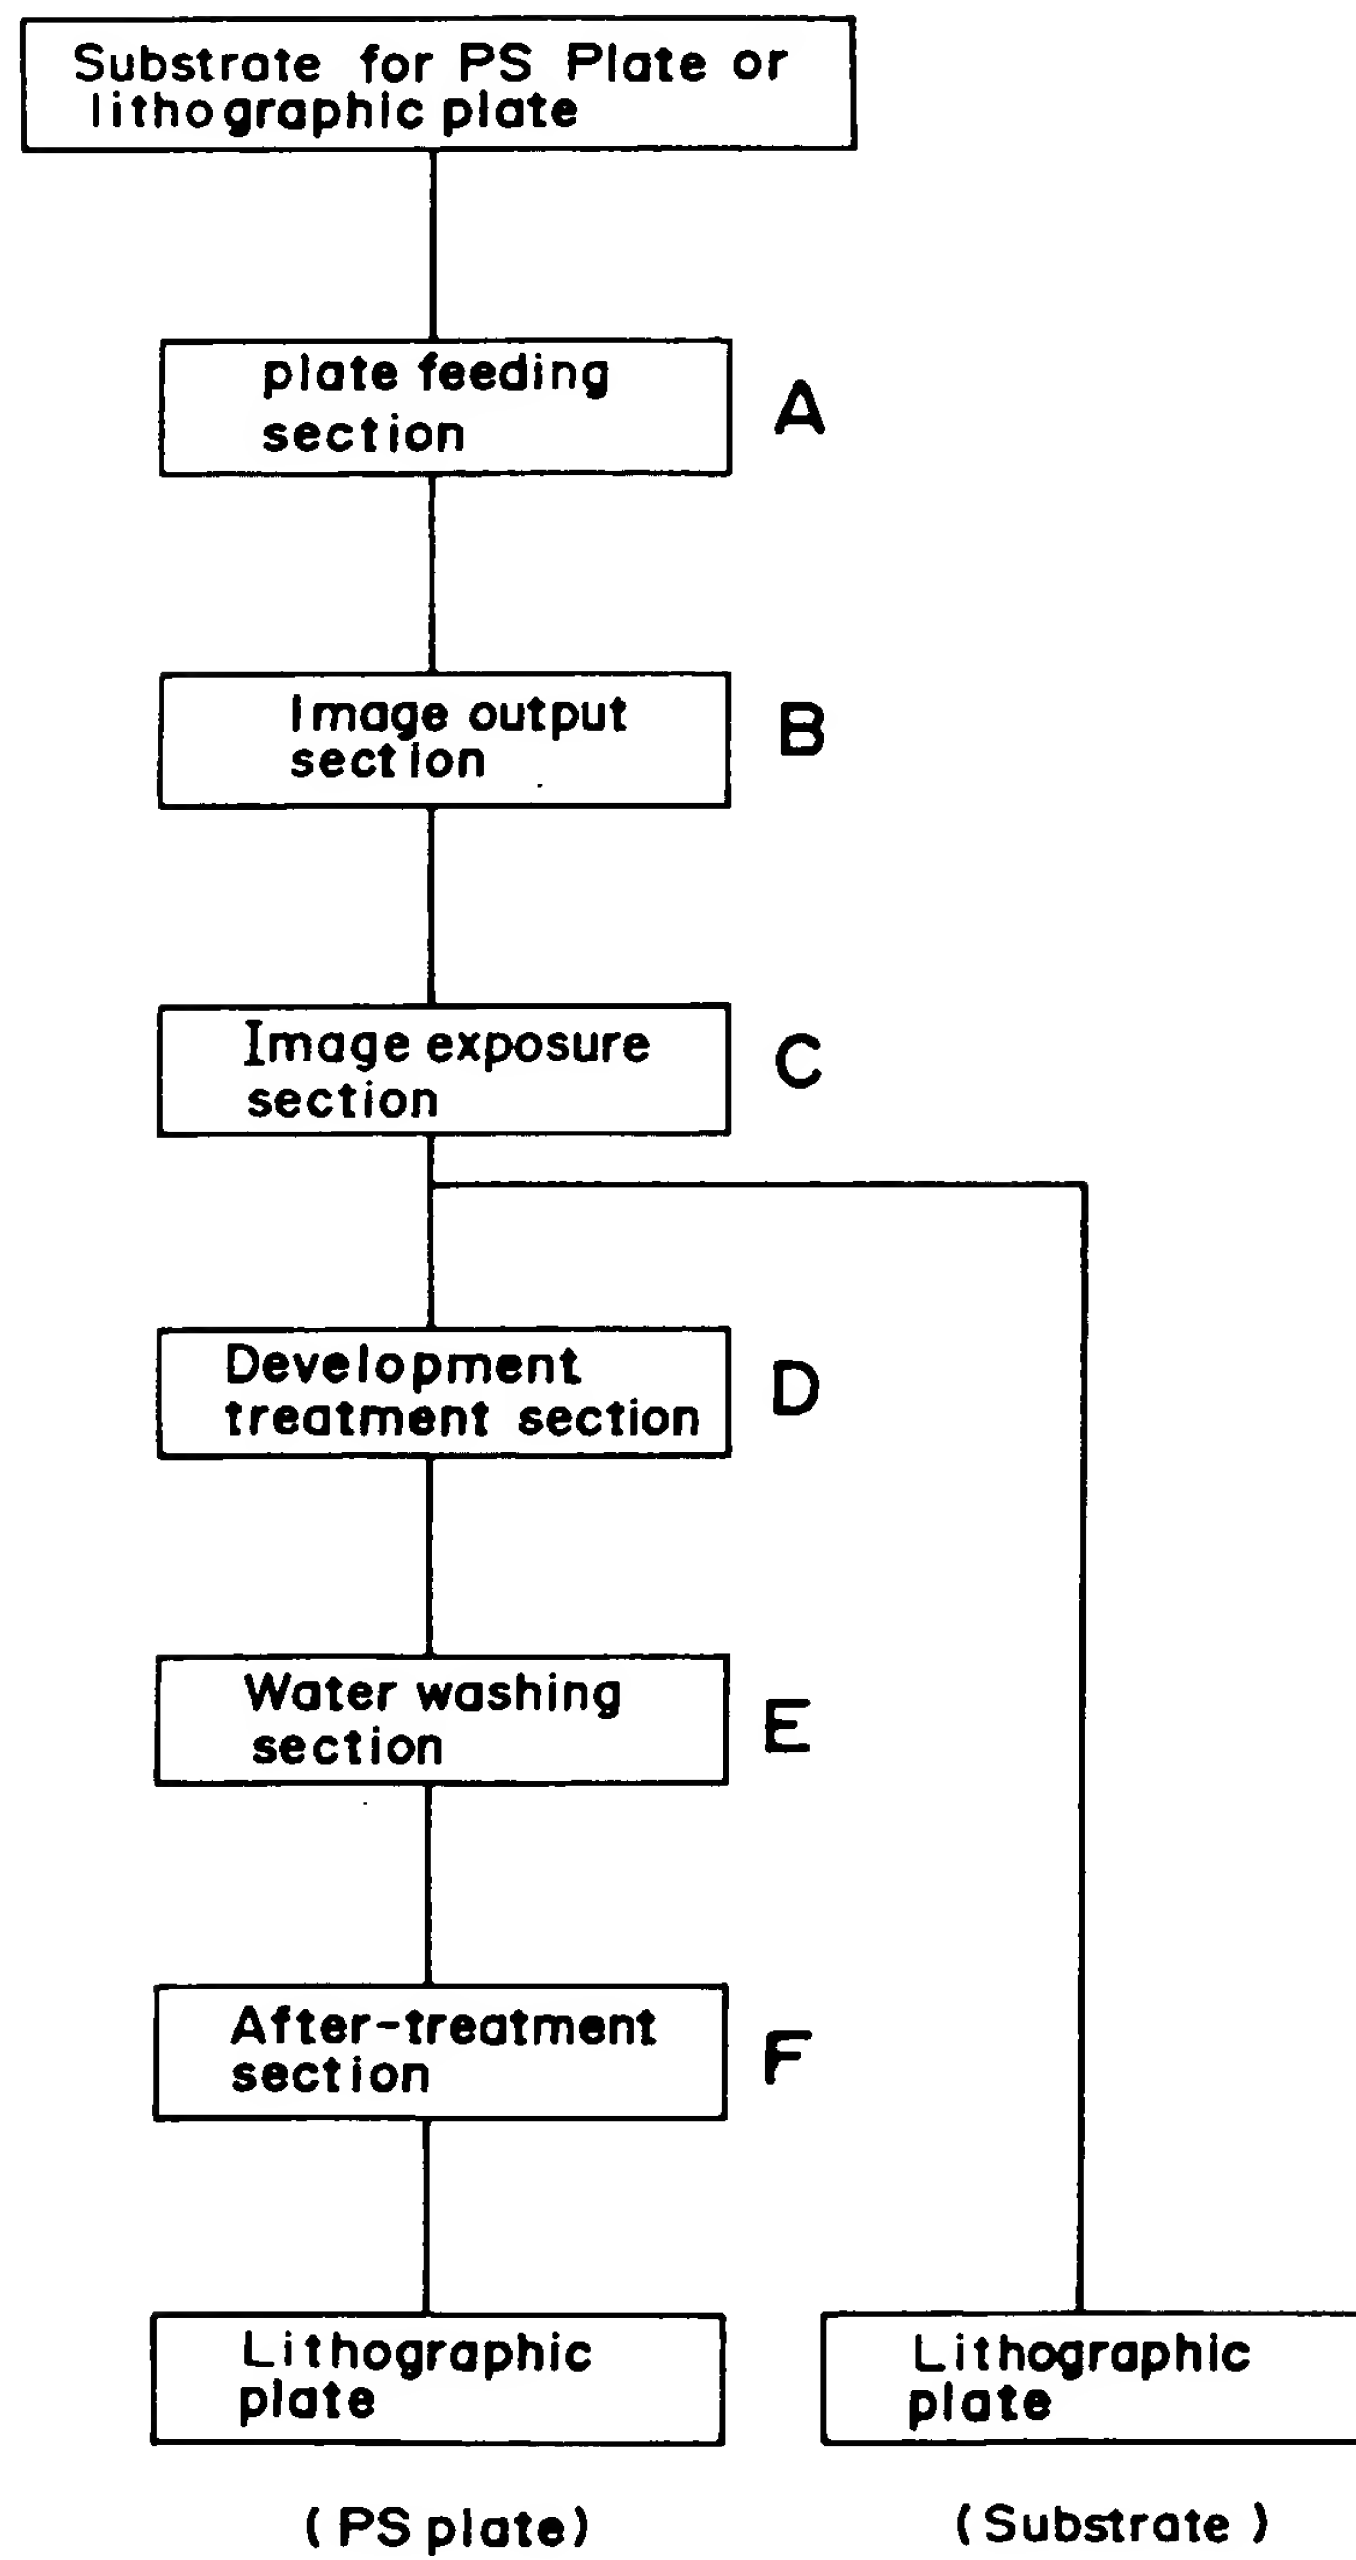 Substrate for PS Plate or
lithographic plate
plate feeding
section
A
Image output
section
B
Image exposure
section
C
Development
treatment section
D
Water washing
section
E
After-treatment
section
F
Lithographic
plate
Lithographic
plate
(PS plate)
(Substrate)